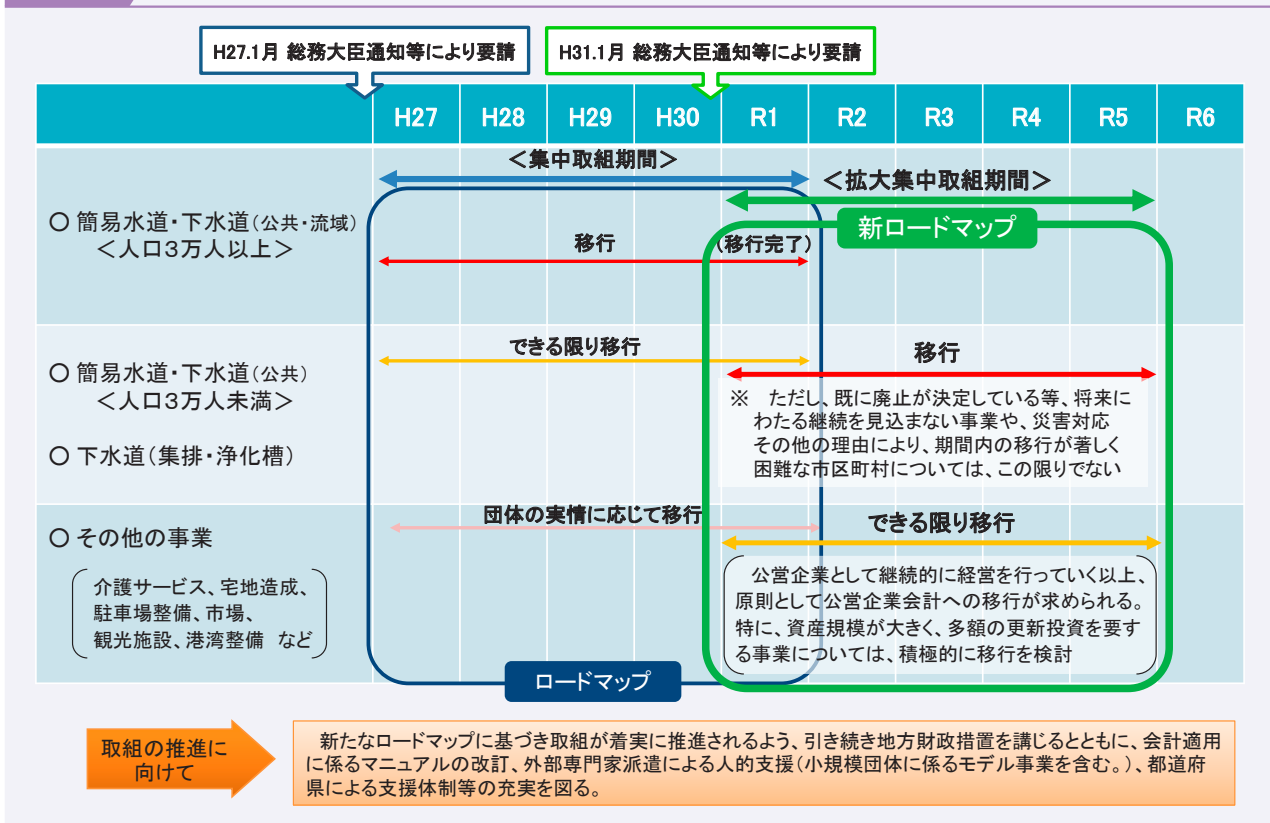 H27.1月 総務大臣通知等により要請
H31.1月 総務大臣通知等により要請
H27 H28 H29 H30 R1 R2 R3 R4 R5 R6
○ 簡易水道・下水道(公共・流域)
＜人口3万人以上＞
＜集中取組期間＞
＜拡大集中取組期間＞
新ロードマップ
移行
(移行完了)
○ 簡易水道・下水道(公共)
＜人口3万人未満＞
○ 下水道(集排・浄化槽)
できる限り移行
移行
※　ただし、既に廃止が決定している等、将来に
わたる継続を見込まない事業や、災害対応
その他の理由により、期間内の移行が著しく
困難な市区町村については、この限りでない
○ その他の事業
介護サービス、宅地造成、
駐車場整備、市場、
観光施設、港湾整備　など
団体の実情に応じて移行
できる限り移行
公営企業として継続的に経営を行っていく以上、
原則として公営企業会計への移行が求められる。
特に、資産規模が大きく、多額の更新投資を要す
る事業については、積極的に移行を検討
ロードマップ
取組の推進に
向けて
新たなロードマップに基づき取組が着実に推進されるよう、引き続き地方財政措置を講じるとともに、会計適用
に係るマニュアルの改訂、外部専門家派遣による人的支援(小規模団体に係るモデル事業を含む。)、都道府
県による支援体制等の充実を図る。